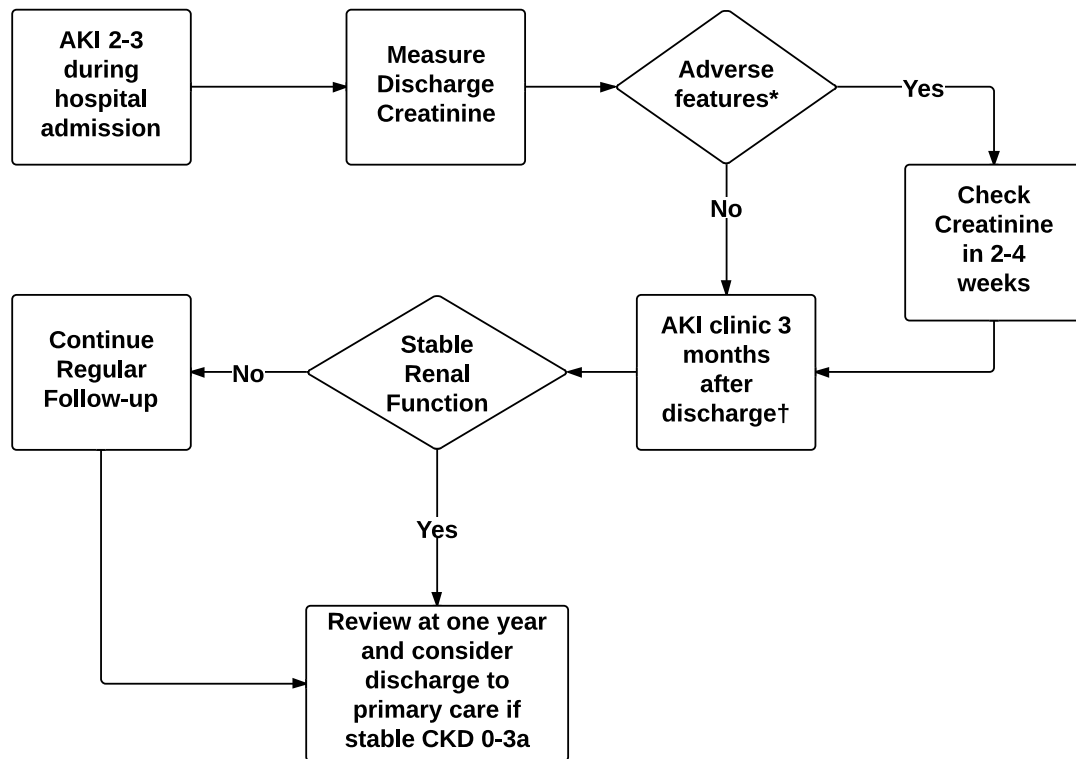 AKI 2-3
during
hospital
admission
Measure
Discharge
Creatinine
Adverse
features*
Yes
No
Check
Creatinine
in 2-4
weeks
AKI clinic 3
months
after
discharge†
Stable
Renal
Function
No
Continue
Regular
Follow-up
Yes
Review at one year
and consider
discharge to
primary care if
stable CKD 0-3a